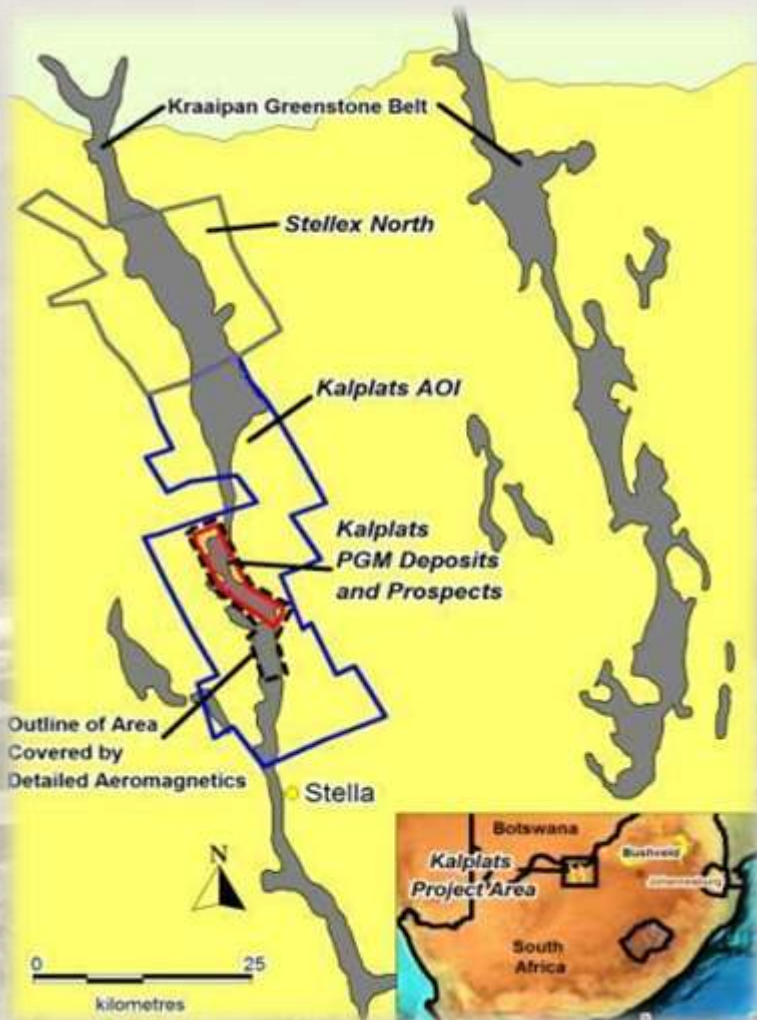 Kraaipan Greenstone Belt
Stellex North
Kalplats AOI
Kalplats
PGM Deposits
and Prospects
Outline of Area
Covered by
Detailed Aeromagnetics
Stella
N
0 25
kilometres
Botswana
Kalplats
Project Area
Bushveld
Johannesburg
South
Africa